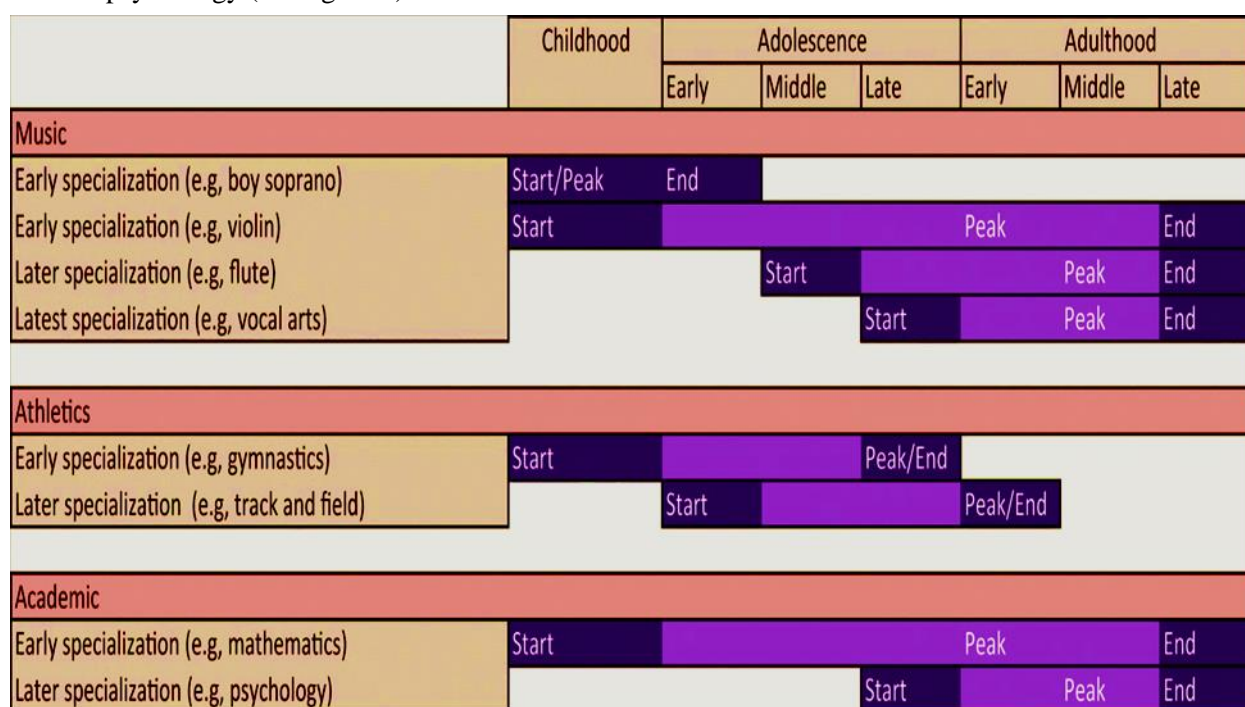 psychology
Childhood Adolescence Adulthood
Early Middle Late Early Middle Late
Music
Early specialization (e.g, boy soprano) Start/Peak End
Early specialization (e.g, violin) Start Peak End
Later specialization (e.g, flute) Start Peak End
Latest specialization (e.g, vocal arts) Start Peak End
Athletics
Early specialization (e.g, gymnastics) Start Peak/End
Later specialization (e.g, track and field) Start Peak/End
Academic
Early specialization (e.g, mathematics) Start Peak End
Later specialization (e.g, psychology) Start Peak End